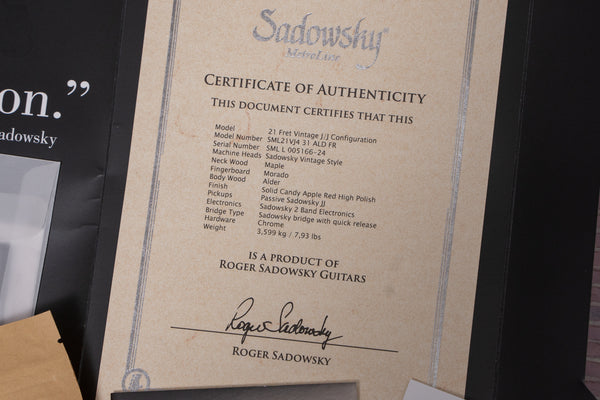 on.”
adowsky
Sadowsky
MetroLine
CERTIFICATE OF AUTHENTICITY
THIS DOCUMENT CERTIFIES THAT THIS
Model 21 Fret Vintage J/J Configuration
Model Number SML21VJ4 31 ALD FR
Serial Number SML L 005166-24
Machine Heads Sadowsky Vintage Style
Neck Wood Maple
Fingerboard Morado
Body Wood Alder
Finish Solid Candy Apple Red High Polish
Pickups Passive Sadowsky JJ
Electronics Sadowsky 2 Band Electronics
Bridge Type Sadowsky bridge with quick release
Hardware Chrome
Weight 3,599 kg / 7,93 lbs
IS A PRODUCT OF
ROGER SADOWSKY GUITARS
Roger Sadowsky
ROGER SADOWSKY